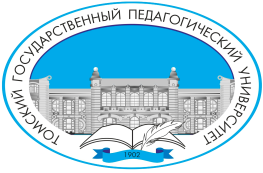 ТОМСКИЙ ГОСУДАРСТВЕННЫЙ ПЕДАГОГИЧЕСКИЙ УНИВЕРСИТЕТ
1902